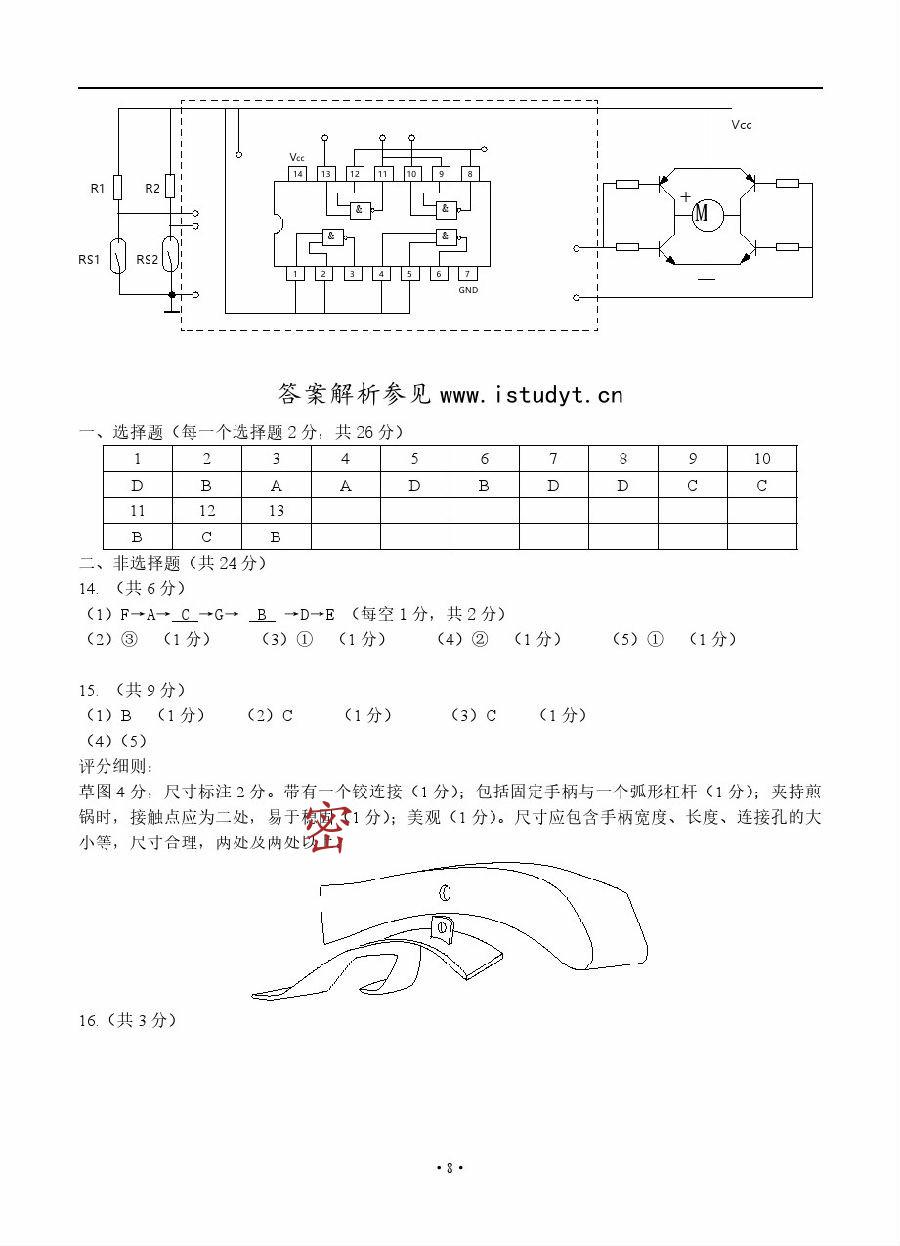 Vcc
Vcc
14 13 12 11 10 9 8
R1 R2
+
M
& &
& &
RS1 RS2
1 2 3 4 5 6 7
GND
—
答案解析参见 www.istudyt.cn
一、选择题（每一个选择题 2 分，共 26 分）
1 2 3 4 5 6 7 8 9 10
D B A A D B D D C C
11 12 13
B C B
二、非选择题（共 24 分）
14. （共 6 分）
（1）F→A→ C →G→ B →D→E （每空 1 分，共 2 分）
（2）③ （1 分） （3）① （1 分） （4）② （1 分） （5）① （1 分）
15. （共 9 分）
（1）B （1 分） （2）C （1 分） （3）C （1 分）
（4）（5）
评分细则：
草图 4 分，尺寸标注 2 分。带有一个铰连接（1 分）；包括固定手柄与一个弧形杠杆（1 分）；夹持煎
锅时，接触点应为二处，易于稳固（1 分）；美观（1 分）。尺寸应包含手柄宽度、长度、连接孔的大
小等，尺寸合理，两处及两处以上
密
16.（共 3 分）
·8·